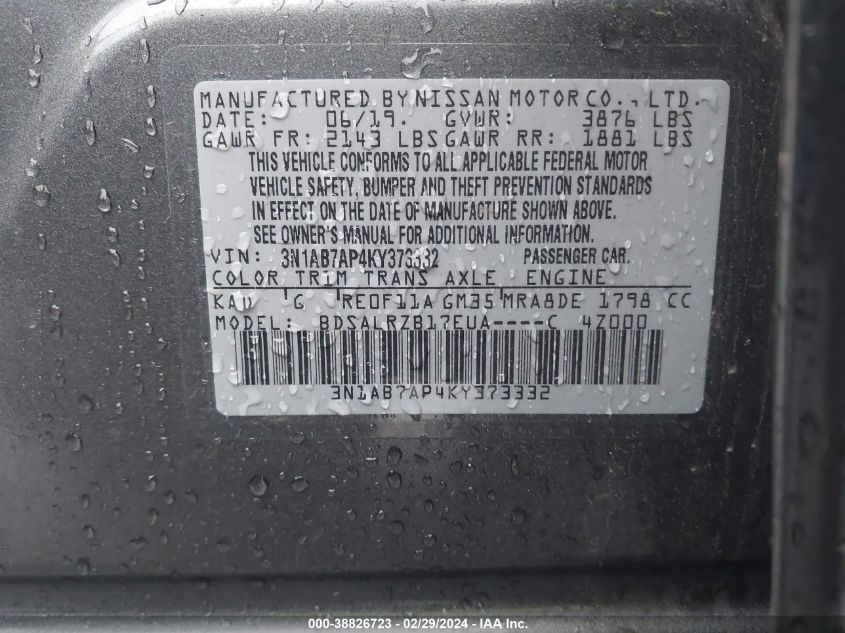 MANUFACTURED BY NISSAN MOTOR CO., LTD.
DATE: 06/19. GVWR: 3876 LBS
GAWR FR: 2143 LBS GAWR RR: 1881 LBS
THIS VEHICLE CONFORMS TO ALL APPLICABLE FEDERAL MOTOR
VEHICLE SAFETY, BUMPER AND THEFT PREVENTION STANDARDS
IN EFFECT ON THE DATE OF MANUFACTURE SHOWN ABOVE.
SEE OWNER'S MANUAL FOR ADDITIONAL INFORMATION.
VIN: 3N1AB7AP4KY373332 PASSENGER CAR.
COLOR TRIM TRANS AXLE ENGINE
KAD G RE0F11A GM35 MRA8DE 1798 CC
MODEL: BDSALRZB17EUA----C 4Z000
3N1AB7AP4KY373332
000-38826723 - 02/29/2024 - IAA Inc.